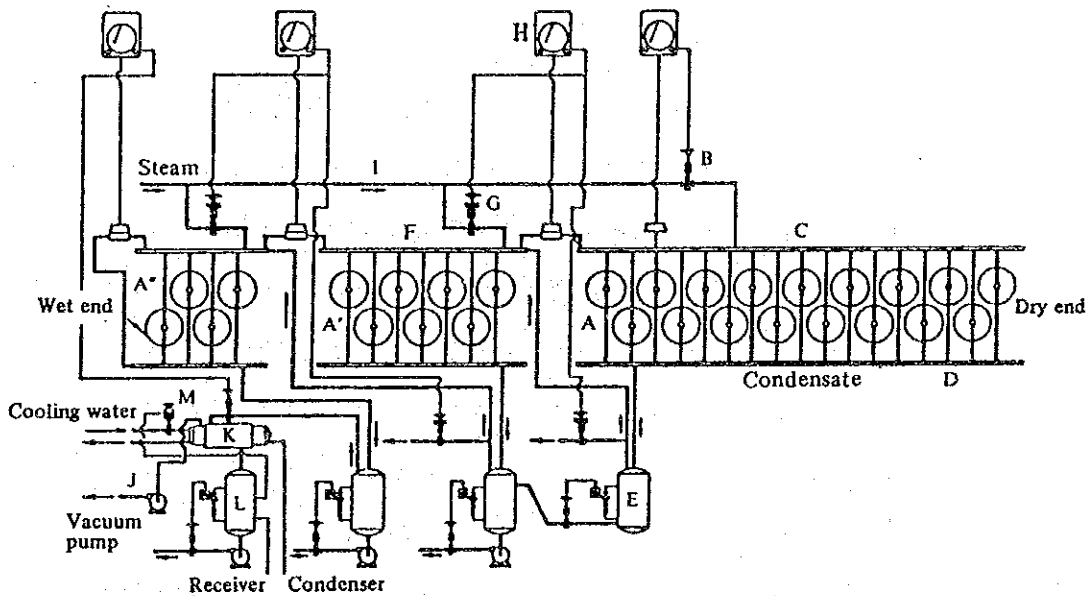 H
B
Steam
I
G
F
C
A"
Wet end
A'
A
Dry end
Condensate
D
M
Cooling water
K
J
L
E
Vacuum
pump
Receiver
Condenser